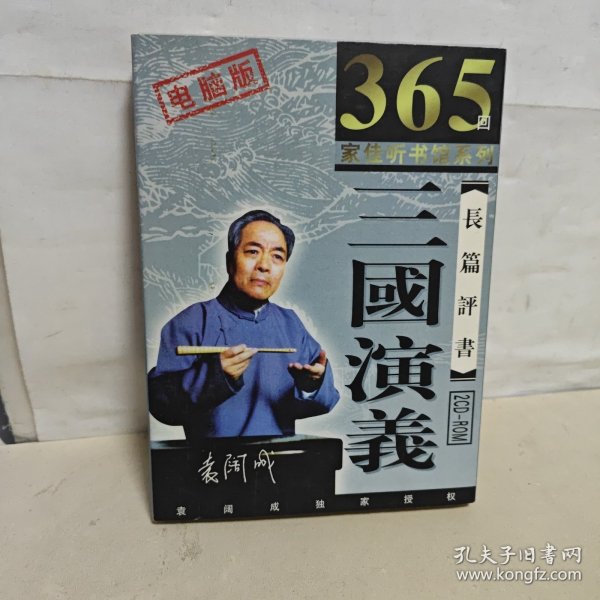 电脑版
365回
家佳听书馆系列
三國演義
【長篇評書】
2CD-ROM
袁阔成
袁阔成独家授权
孔夫子旧书网
www.kongfz.com